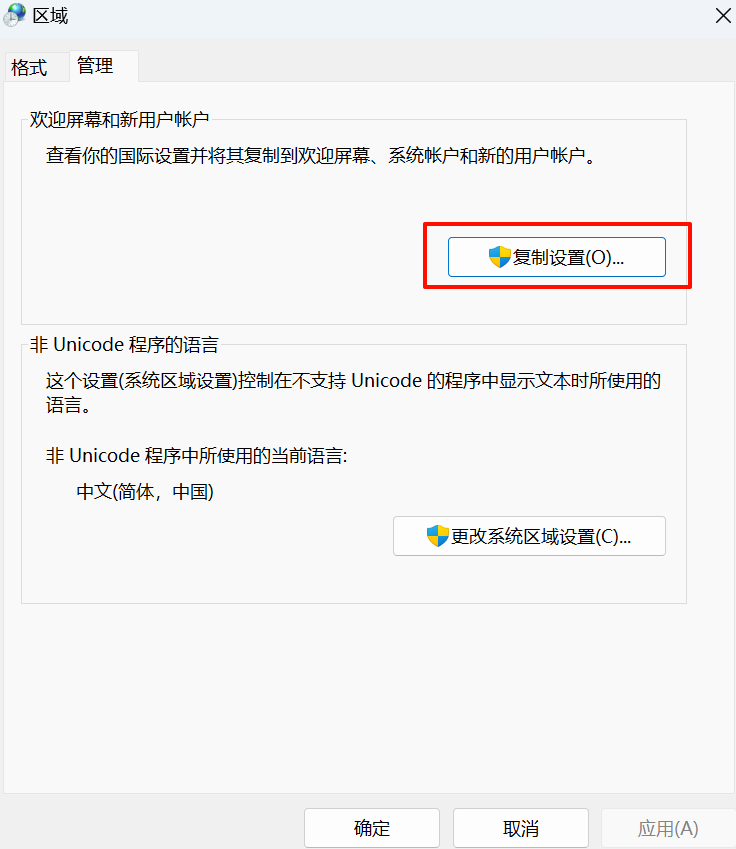 区域
格式
管理
欢迎屏幕和新用户帐户
查看你的国际设置并将其复制到欢迎屏幕、系统帐户和新的用户帐户。
复制设置(O)...
非 Unicode 程序的语言
这个设置(系统区域设置)控制在不支持 Unicode 的程序中显示文本时所使用的
语言。
非 Unicode 程序中所使用的当前语言:
中文(简体，中国)
更改系统区域设置(C)...
确定
取消
应用(A)